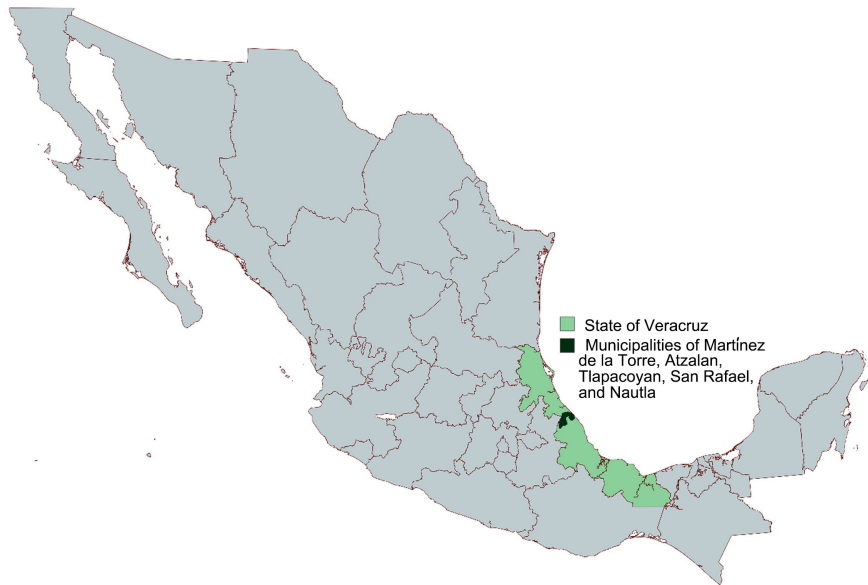 State of Veracruz
Municipalities of Martínez
de la Torre, Atzalan,
Tlapacoyan, San Rafael,
and Nautla